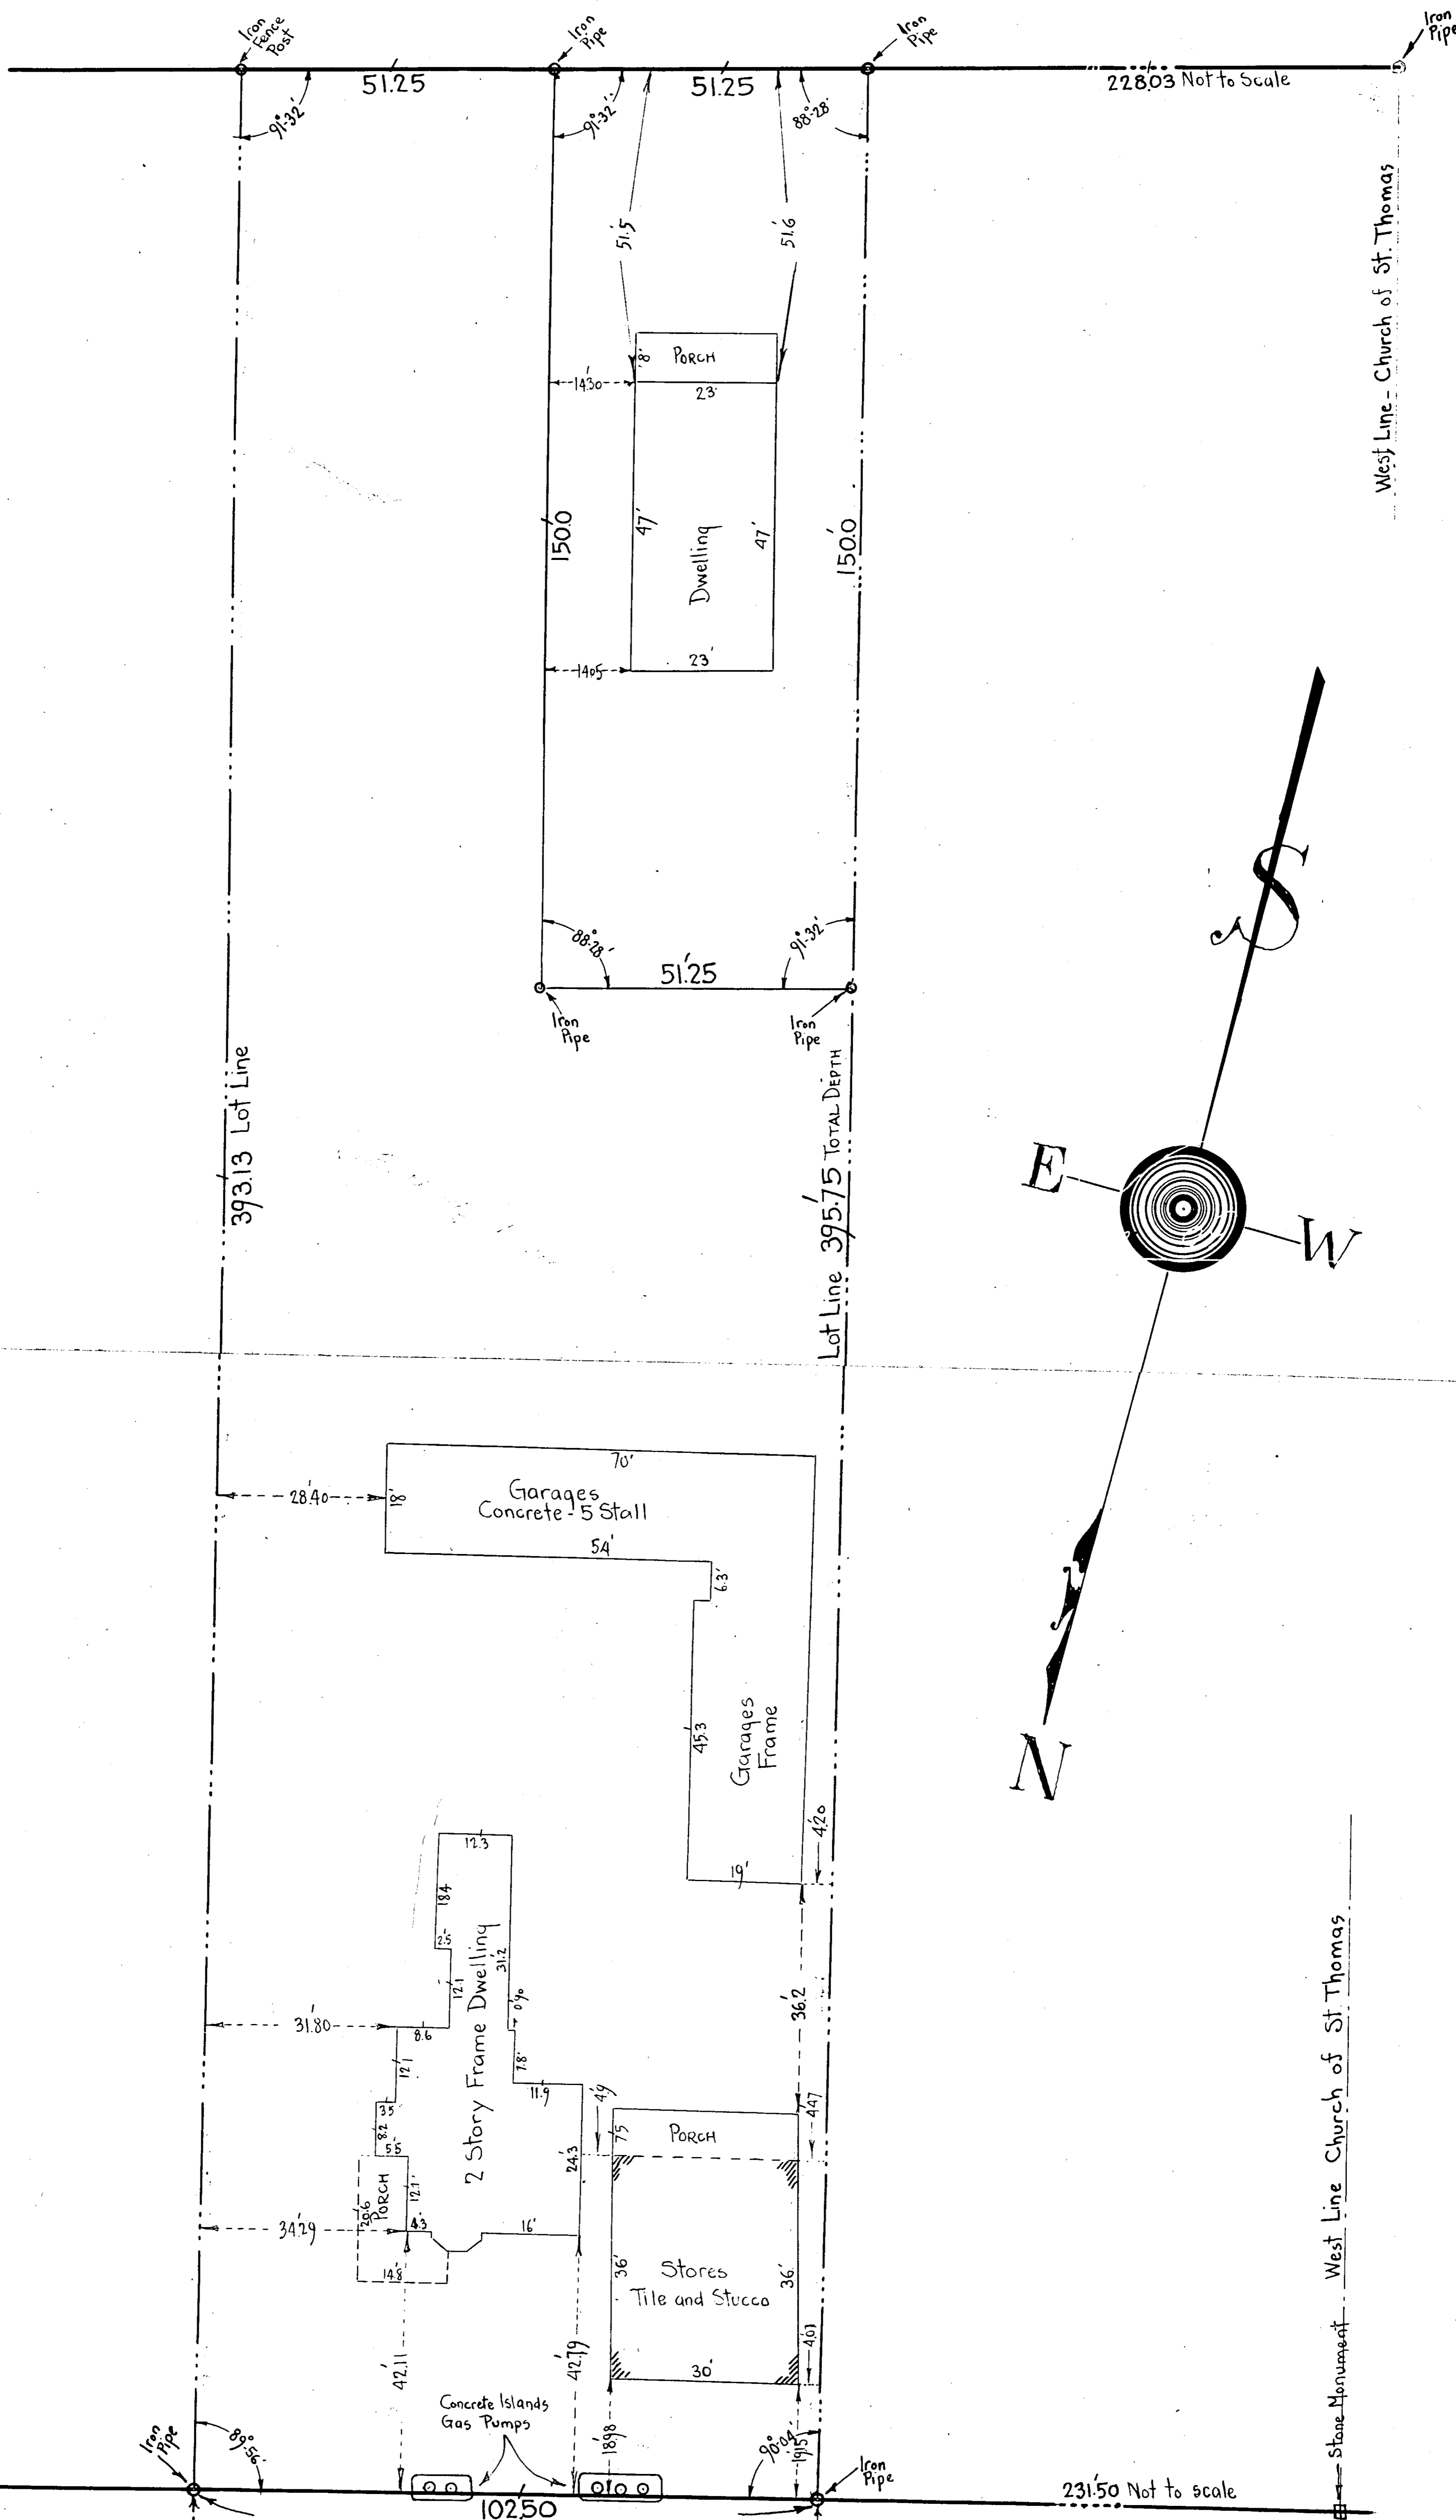 Iron
Fence
Post
Iron
Pipe
Iron
Pipe
Iron
Pipe
51.25
51.25
228.03 Not to Scale
91°-32'
91°-32'
88°-28'
West Line - Church of St. Thomas
51.5'
51.6'
8'
PORCH
14.30
23'
150.0
47'
Dwelling
47'
150.0
14.05
23'
88°-28'
91°-32'
51.25
Iron
Pipe
Iron
Pipe
S
E
W
N
393.13 Lot Line
Lot Line 395.75 TOTAL DEPTH
70'
28.40
18'
Garages
Concrete - 5 Stall
54'
6.3'
45.3
Garages
Frame
4.20
19'
12.3
18.4
2.5
12.1
31.2
0.90
2 Story Frame Dwelling
31.80
8.6
12.1
7.8'
11.9
36.2
3.5
8.2
5.5
4.9
7.5
PORCH
4.47
24.3
20.6
PORCH
12.1'
34.29
4.3
16'
14.8
36'
Stores
Tile and Stucco
36'
4.07
30'
42.11
42.79
18.98
19.15
Concrete Islands
Gas Pumps
Iron
Pipe
89°-56'
90°-04'
Iron
Pipe
102.50
231.50 Not to scale
Stone Monument West Line Church of St Thomas